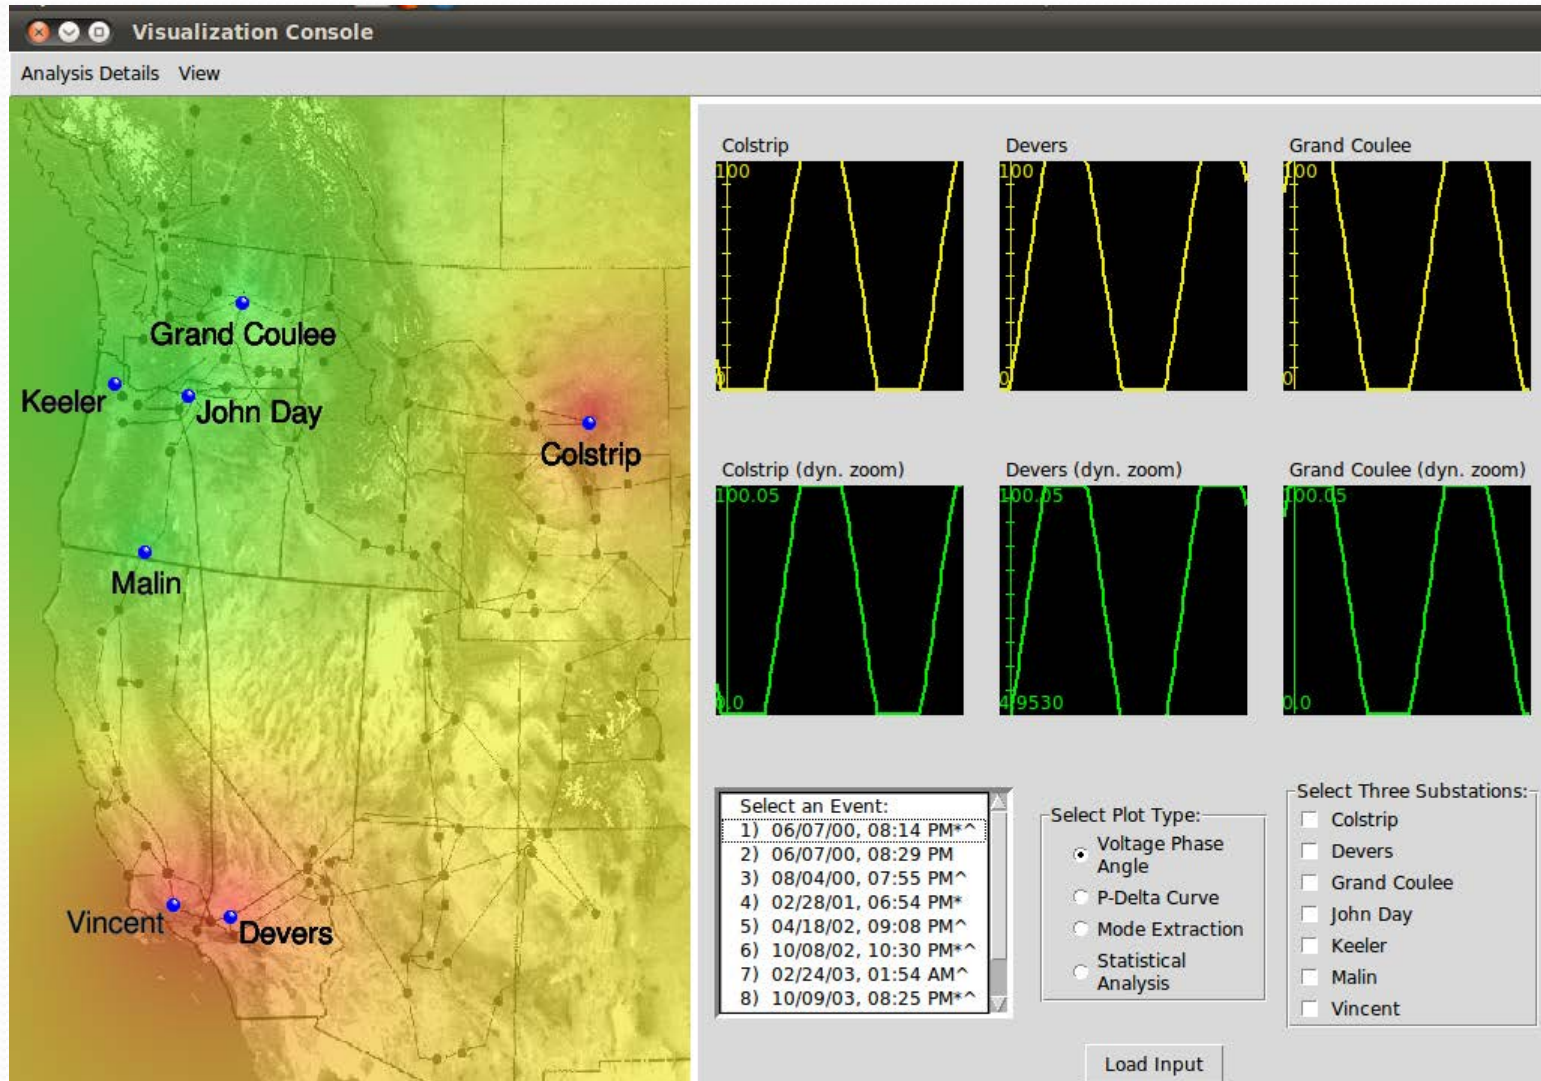 Visualization Console
Analysis Details View
Grand Coulee
Keeler
John Day
Colstrip
Malin
Vincent
Devers
Colstrip
100
0
Devers
100
0
Grand Coulee
100
0
Colstrip (dyn. zoom)
100.05
0.0
Devers (dyn. zoom)
100.05
4.9530
Grand Coulee (dyn. zoom)
100.05
0.0
Select an Event:
1) 06/07/00, 08:14 PM*^
2) 06/07/00, 08:29 PM
3) 08/04/00, 07:55 PM^
4) 02/28/01, 06:54 PM*
5) 04/18/02, 09:08 PM^
6) 10/08/02, 10:30 PM*^
7) 02/24/03, 01:54 AM^
8) 10/09/03, 08:25 PM*^
Select Plot Type:
Voltage Phase
Angle
P-Delta Curve
Mode Extraction
Statistical
Analysis
Select Three Substations:
Colstrip
Devers
Grand Coulee
John Day
Keeler
Malin
Vincent
Load Input